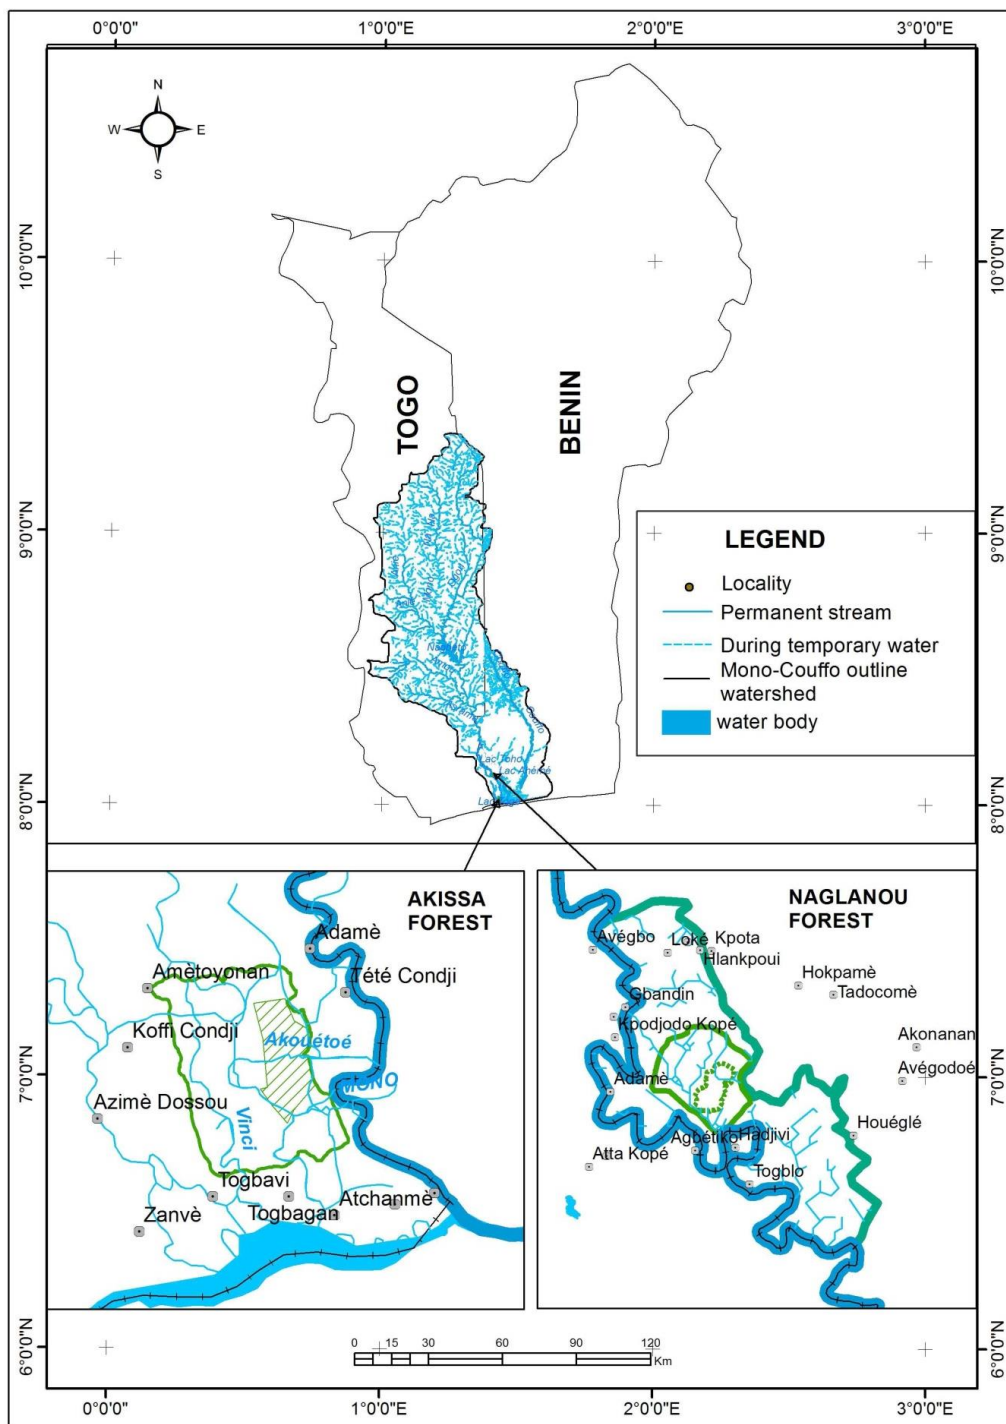 0°0'0" 1°0'0"E 2°0'0"E 3°0'0"E
N
W E
S
10°0'0"N 10°0'0"N
TOGO
BENIN
9°0'0"N 9°0'0"N
LEGEND
Locality
Permanent stream
During temporary water
Mono-Couffo outline
watershed
water body
Lac Toho
8°0'0"N 8°0'0"N
AKISSA
FOREST
Adamè
Amètoyonan
Tété Condji
Koffi Condji
Akouétoé
MONO
Azimè Dossou
Vinci
Togbavi
Atchanmè
Togbagan
Zanvè
NAGLANOU
FOREST
Avégbo
Loké
Kpota
Hlankpoui
Hokpamè
Tadocomè
Gbandin
Kpodjodo Kopé
Akonanan
Avégodoé
Adamè
Houéglé
Agbétiko
Hadjivi
Atta Kopé
Togblo
7°0'0"N 7°0'0"N
6°0'0"N 6°0'0"N
0 15 30 60 90 120
Km
0°0'0" 1°0'0"E 2°0'0"E 3°0'0"E